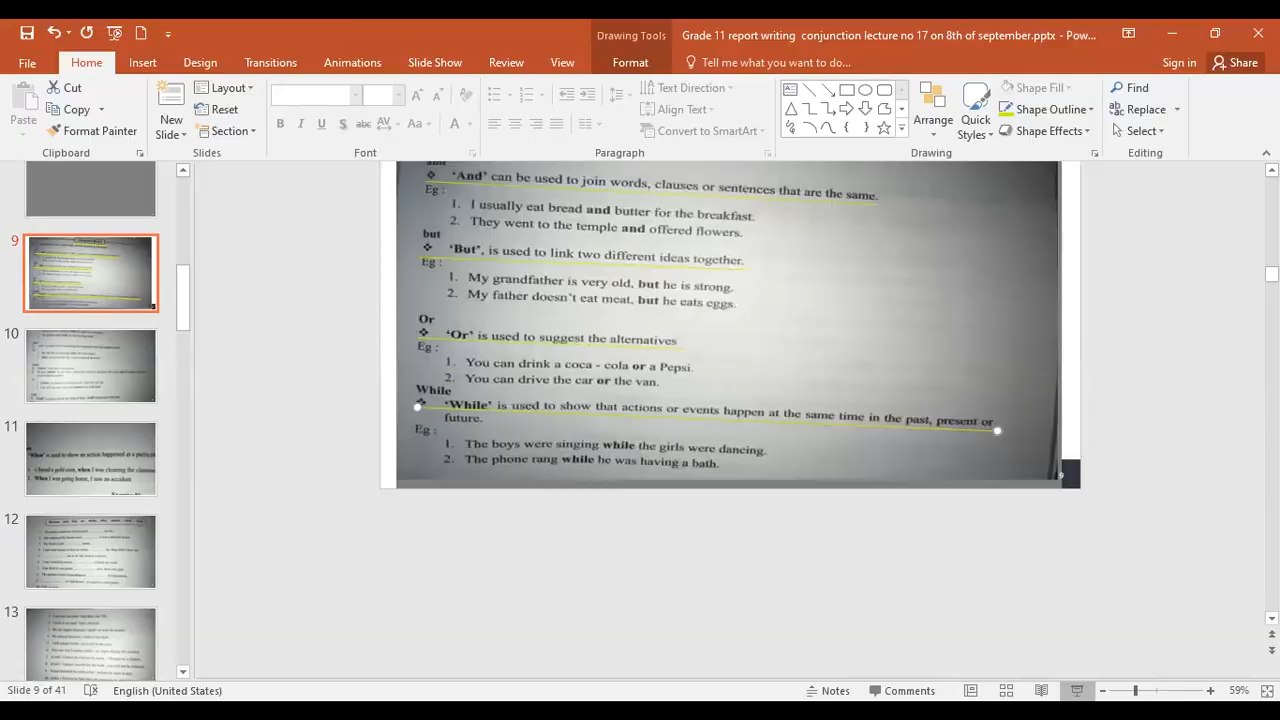 Drawing Tools
Grade 11 report writing  conjunction lecture no 17 on 8th of september.pptx - Pow...
File Home Insert Design Transitions Animations Slide Show Review View Format Tell me what you want to do... Sign in Share
Cut
Copy
Format Painter
Paste
Clipboard
New Slide
Layout
Reset
Section
Slides
B I U S abc AV Aa A
Font
Text Direction
Align Text
Convert to SmartArt
Paragraph
Arrange
Quick Styles
Shape Fill
Shape Outline
Shape Effects
Drawing
Find
Replace
Select
Editing
9
10
11
12
13
'And' can be used to join words, clauses or sentences that are the same.
Eg :
1. I usually eat bread and butter for the breakfast.
2. They went to the temple and offered flowers.
but
'But', is used to link two different ideas together.
Eg :
1. My grandfather is very old, but he is strong.
2. My father doesn't eat meat, but he eats eggs.
Or
'Or' is used to suggest the alternatives
Eg :
1. You can drink a coca - cola or a Pepsi.
2. You can drive the car or the van.
While
'While' is used to show that actions or events happen at the same time in the past, present or
future.
Eg :
1. The boys were singing while the girls were dancing.
2. The phone rang while he was having a bath.
9
Slide 9 of 41 English (United States) Notes Comments 59%